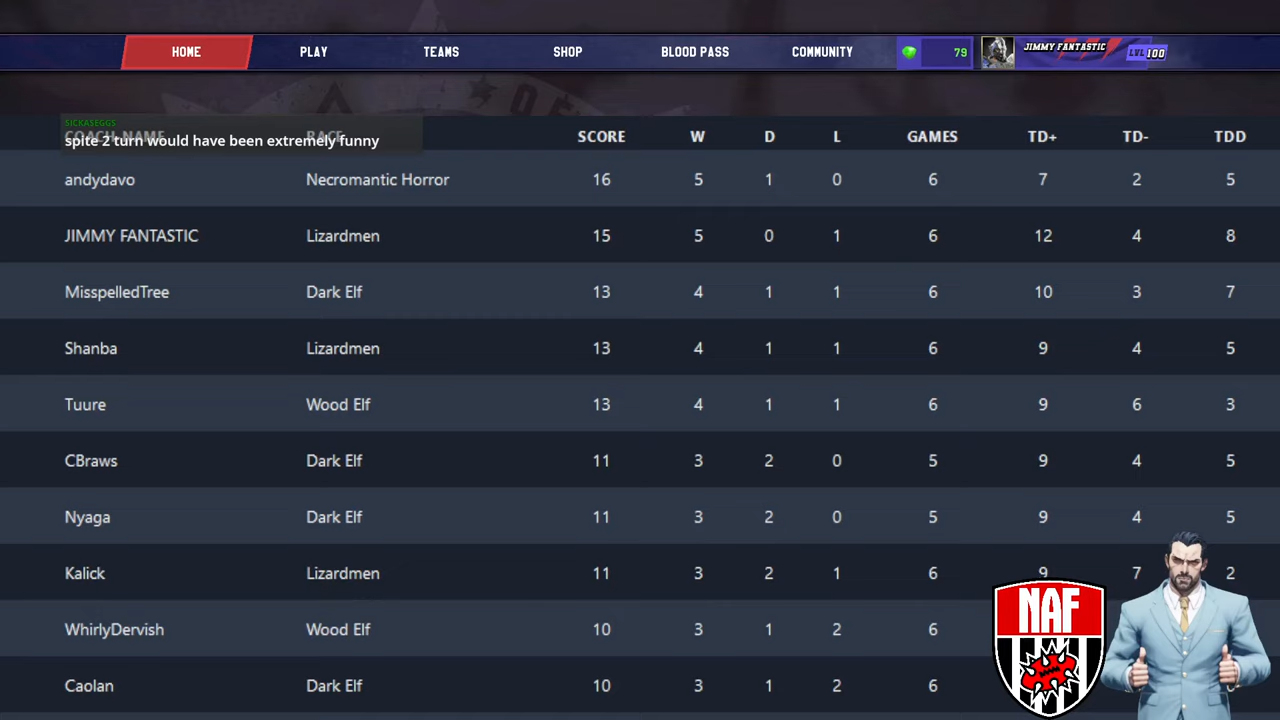 HOME PLAY TEAMS SHOP BLOOD PASS COMMUNITY 79 JIMMY FANTASTIC LVL 100
SICKASEGGS
spite 2 turn would have been extremely funny
COACH NAME RACE SCORE W D L GAMES TD+ TD- TDD
andydavo Necromantic Horror 16 5 1 0 6 7 2 5
JIMMY FANTASTIC Lizardmen 15 5 0 1 6 12 4 8
MisspelledTree Dark Elf 13 4 1 1 6 10 3 7
Shanba Lizardmen 13 4 1 1 6 9 4 5
Tuure Wood Elf 13 4 1 1 6 9 6 3
CBraws Dark Elf 11 3 2 0 5 9 4 5
Nyaga Dark Elf 11 3 2 0 5 9 4 5
Kalick Lizardmen 11 3 2 1 6 9 7 2
WhirlyDervish Wood Elf 10 3 1 2 6
Caolan Dark Elf 10 3 1 2 6
NAF